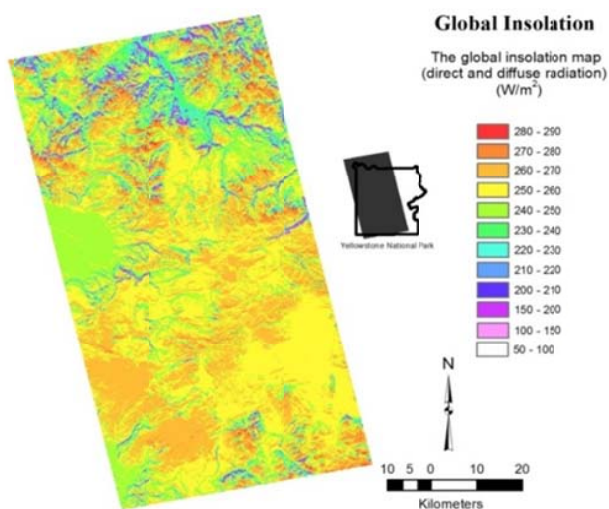 Global Insolation
The global insolation map
(direct and diffuse radiation)
(W/m²)
280 - 290
270 - 280
260 - 270
250 - 260
240 - 250
230 - 240
220 - 230
210 - 220
200 - 210
150 - 200
100 - 150
50 - 100
Yellowstone National Park
N
10 5 0 10 20
Kilometers